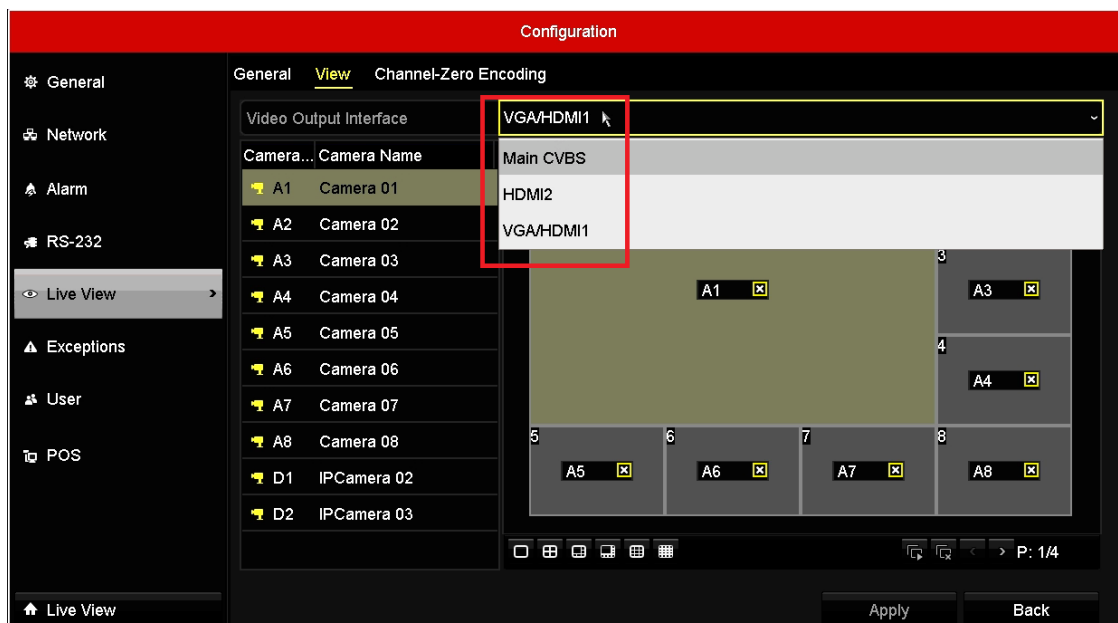 Configuration
General
Network
Alarm
RS-232
Live View
Exceptions
User
POS
Live View
General View Channel-Zero Encoding
Video Output Interface
VGA/HDMI1
Main CVBS
HDMI2
VGA/HDMI1
Camera... Camera Name
A1 Camera 01
A2 Camera 02
A3 Camera 03
A4 Camera 04
A5 Camera 05
A6 Camera 06
A7 Camera 07
A8 Camera 08
D1 IPCamera 02
D2 IPCamera 03
A1
3
A3
4
A4
5
A5
6
A6
7
A7
8
A8
P: 1/4
Apply
Back